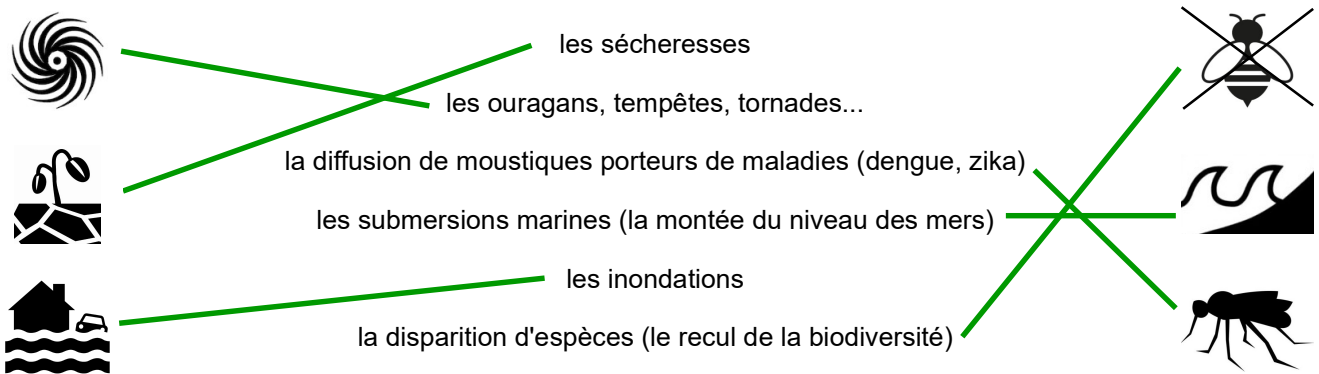 les sécheresses
les ouragans, tempêtes, tornades...
la diffusion de moustiques porteurs de maladies (dengue, zika)
les submersions marines (la montée du niveau des mers)
les inondations
la disparition d'espèces (le recul de la biodiversité)